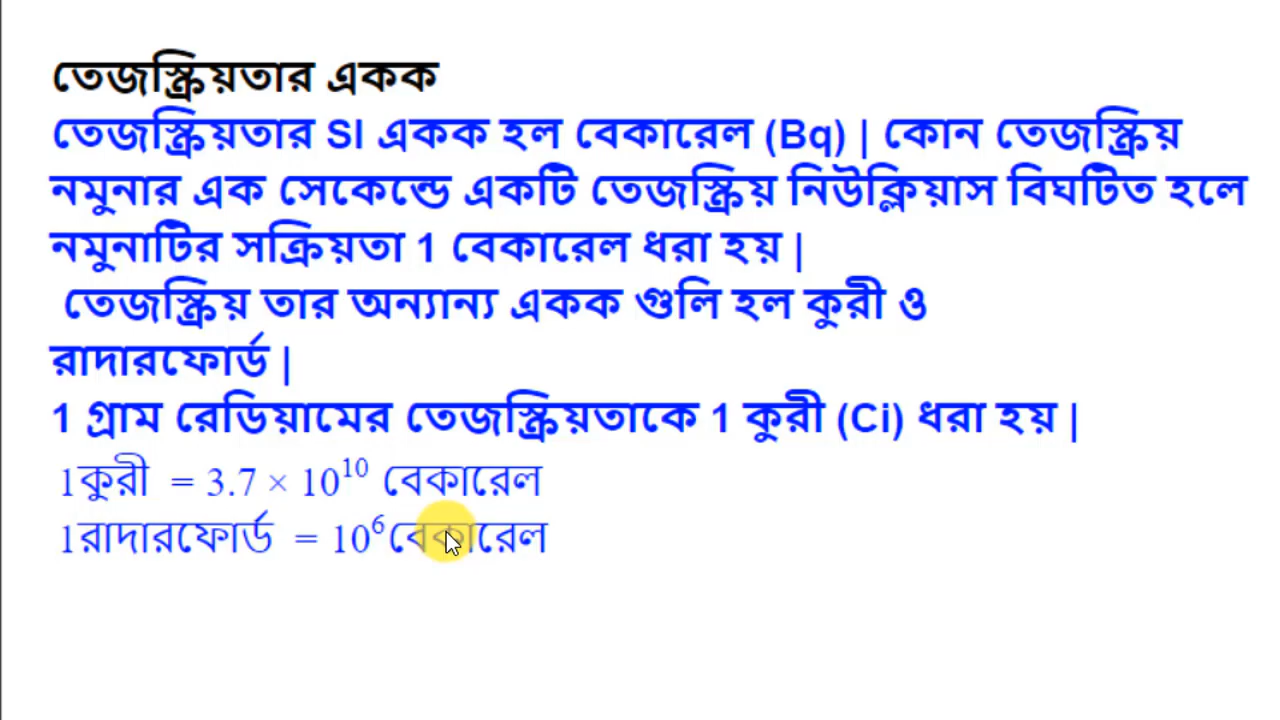 তেজস্ক্রিয়তার একক
তেজস্ক্রিয়তার SI একক হল বেকারেল (Bq) | কোন তেজস্ক্রিয়
নমুনার এক সেকেন্ডে একটি তেজস্ক্রিয় নিউক্লিয়াস বিঘটিত হলে
নমুনাটির সক্রিয়তা 1 বেকারেল ধরা হয় |
তেজস্ক্রিয় তার অন্যান্য একক গুলি হল কুরী ও
রাদারফোর্ড |
1 গ্রাম রেডিয়ামের তেজস্ক্রিয়তাকে 1 কুরী (Ci) ধরা হয় |
1কুরী = 3.7 × 10¹⁰ বেকারেল
1রাদারফোর্ড = 10⁶বেকারেল